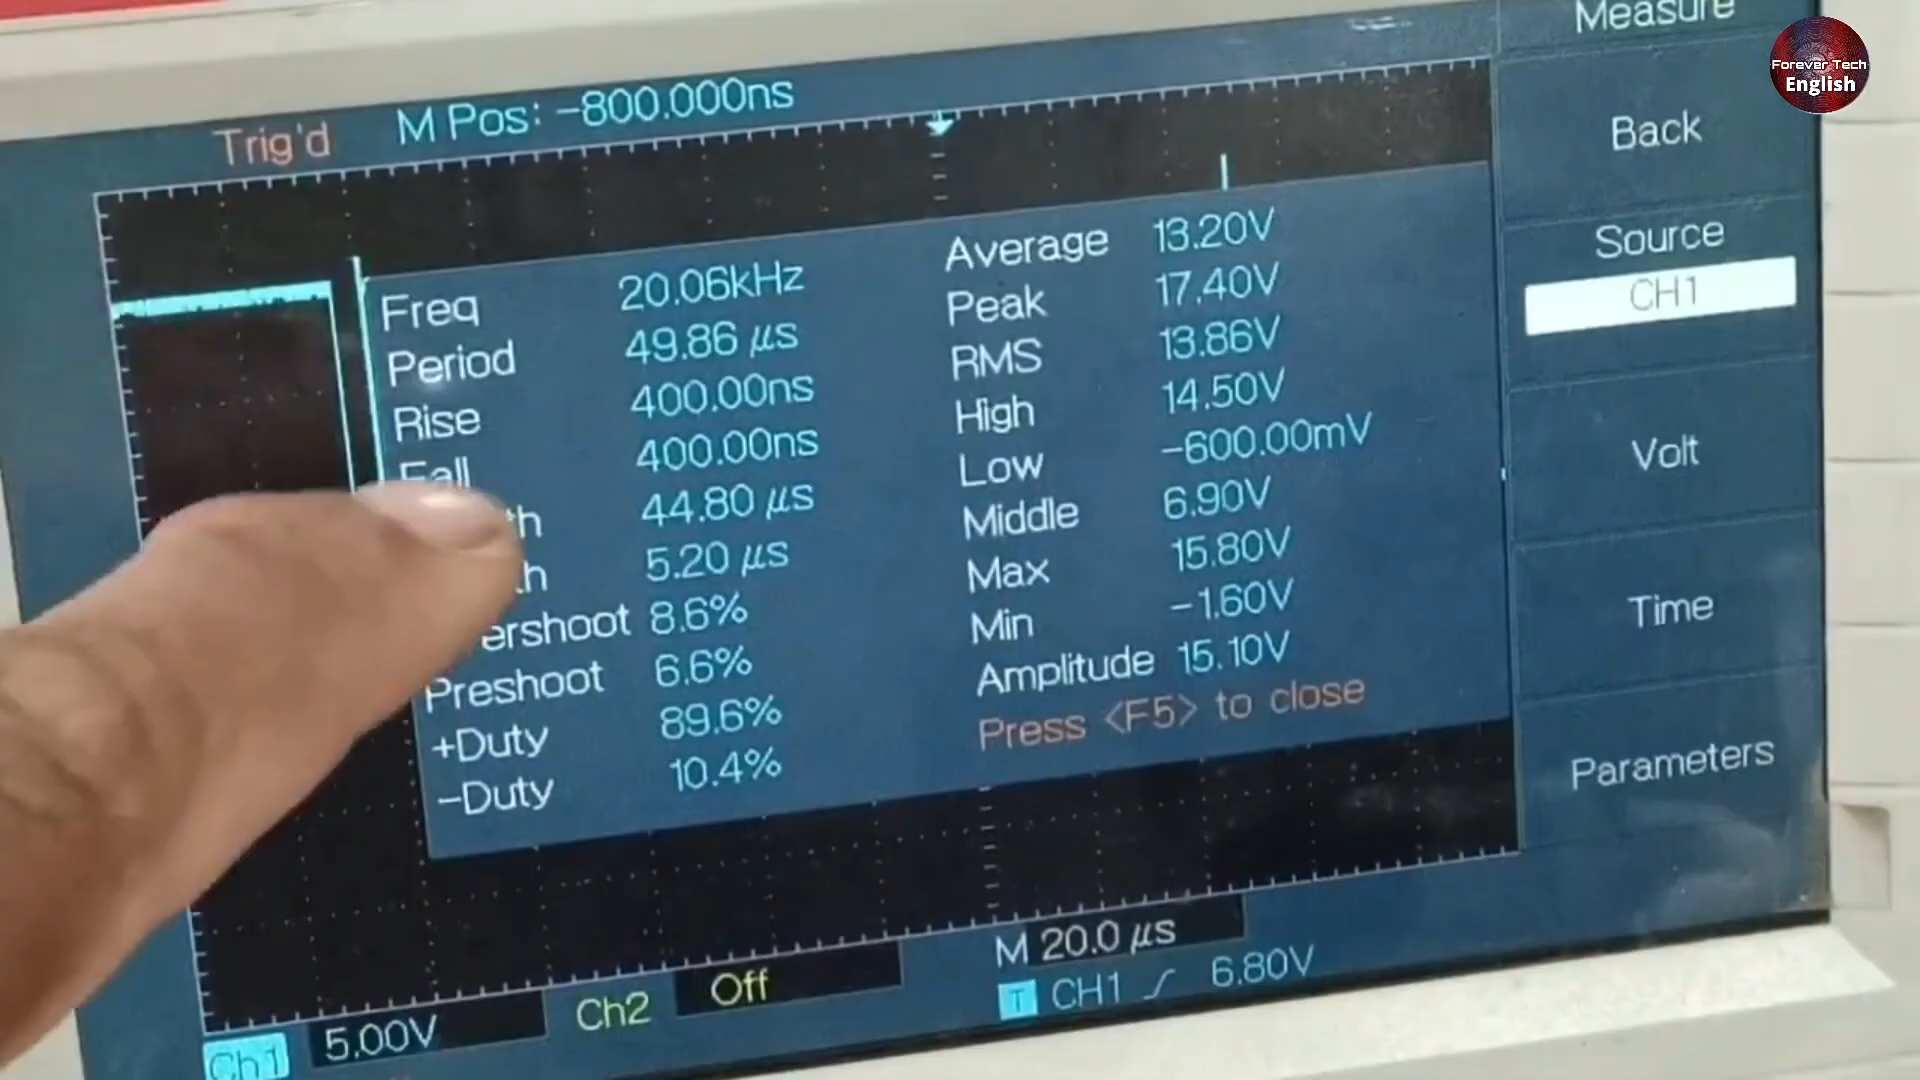 Measure
Forever Tech
English
Trig'd M Pos: -800.000ns
Back
Source
CH1
Volt
Time
Parameters
Freq 20.06kHz
Period 49.86 μs
Rise 400.00ns
Fall 400.00ns
44.80 μs
5.20 μs
ershoot 8.6%
Preshoot 6.6%
+Duty 89.6%
-Duty 10.4%
Average 13.20V
Peak 17.40V
RMS 13.86V
High 14.50V
Low -600.00mV
Middle 6.90V
Max 15.80V
Min -1.60V
Amplitude 15.10V
Press <F5> to close
M 20.0 μs
Ch1 5.00V Ch2 Off T CH1 6.80V